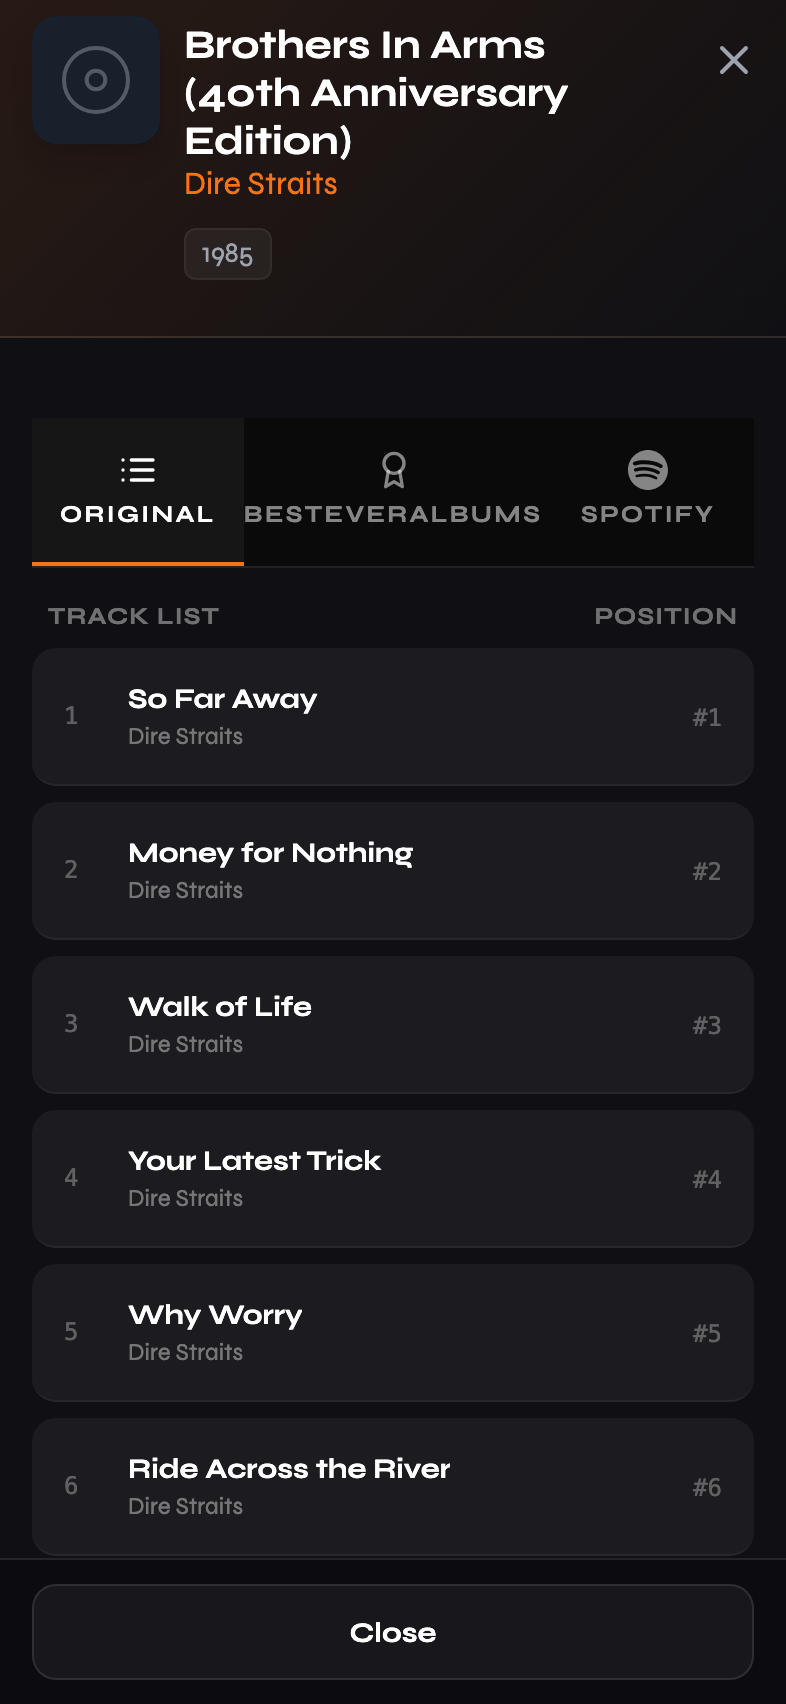 Brothers In Arms
(40th Anniversary
Edition)
Dire Straits
1985
ORIGINAL
BESTEVERALBUMS
SPOTIFY
TRACK LIST
POSITION
1
So Far Away
Dire Straits
#1
2
Money for Nothing
Dire Straits
#2
3
Walk of Life
Dire Straits
#3
4
Your Latest Trick
Dire Straits
#4
5
Why Worry
Dire Straits
#5
6
Ride Across the River
Dire Straits
#6
Close